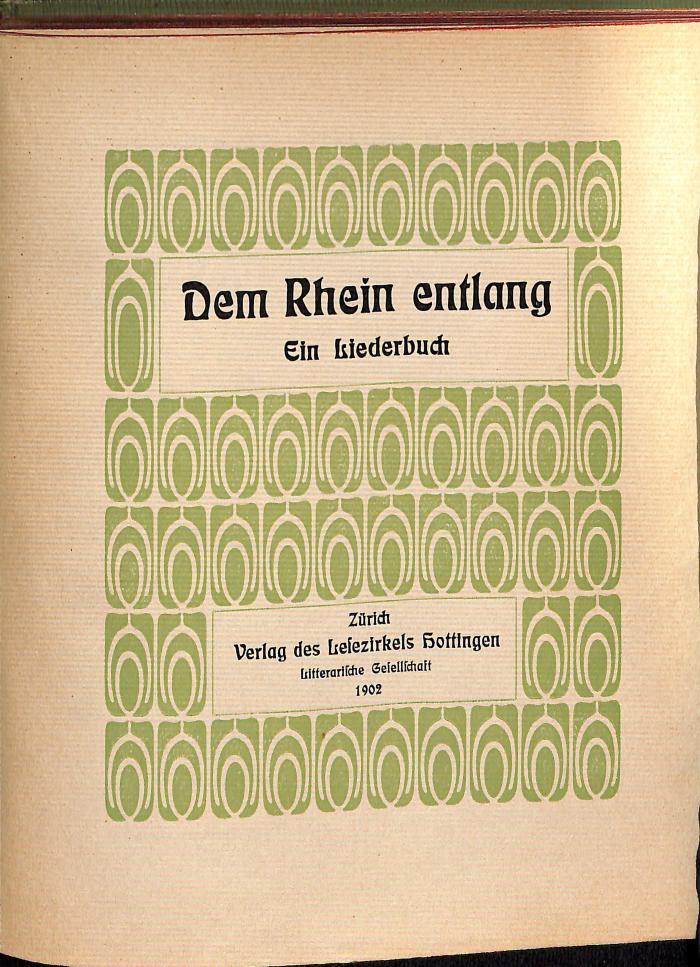 Dem Rhein entlang
Ein Liederbuch
Zürich
Verlag des Leſezirkels Hottingen
Litterariſche Geſellſchaft
1902